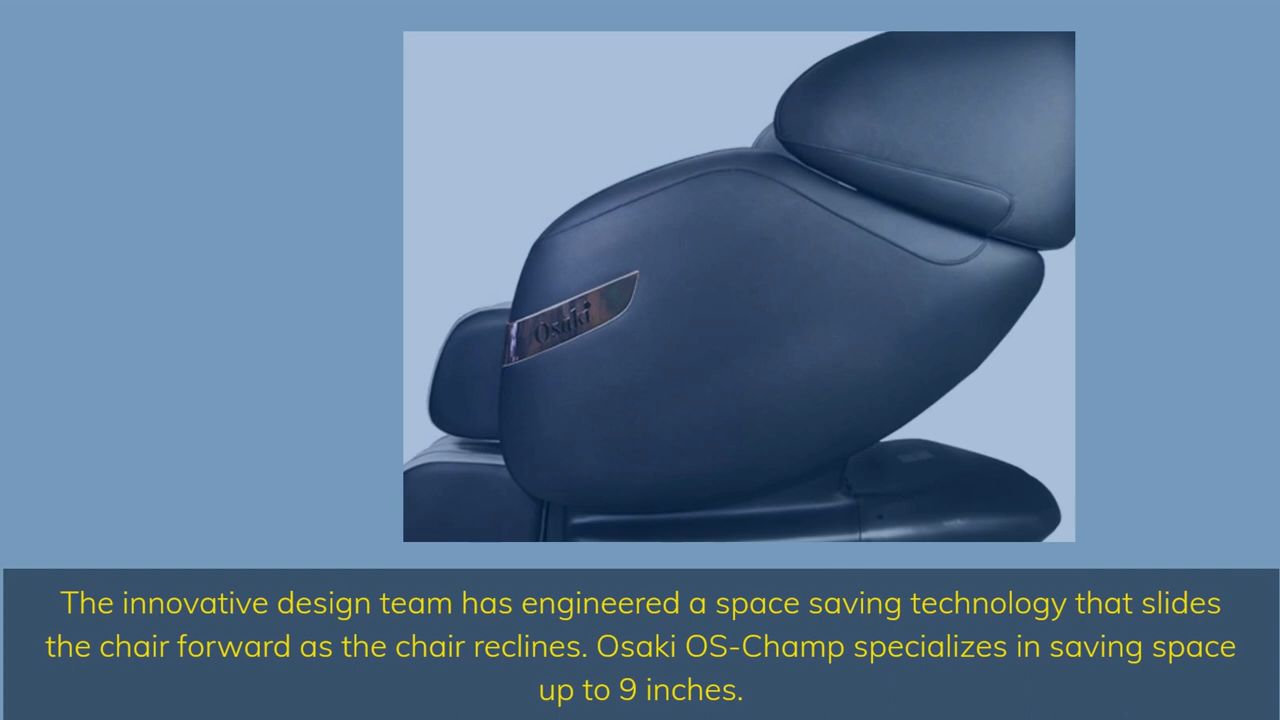 Osaki
The innovative design team has engineered a space saving technology that slides
the chair forward as the chair reclines. Osaki OS-Champ specializes in saving space
up to 9 inches.